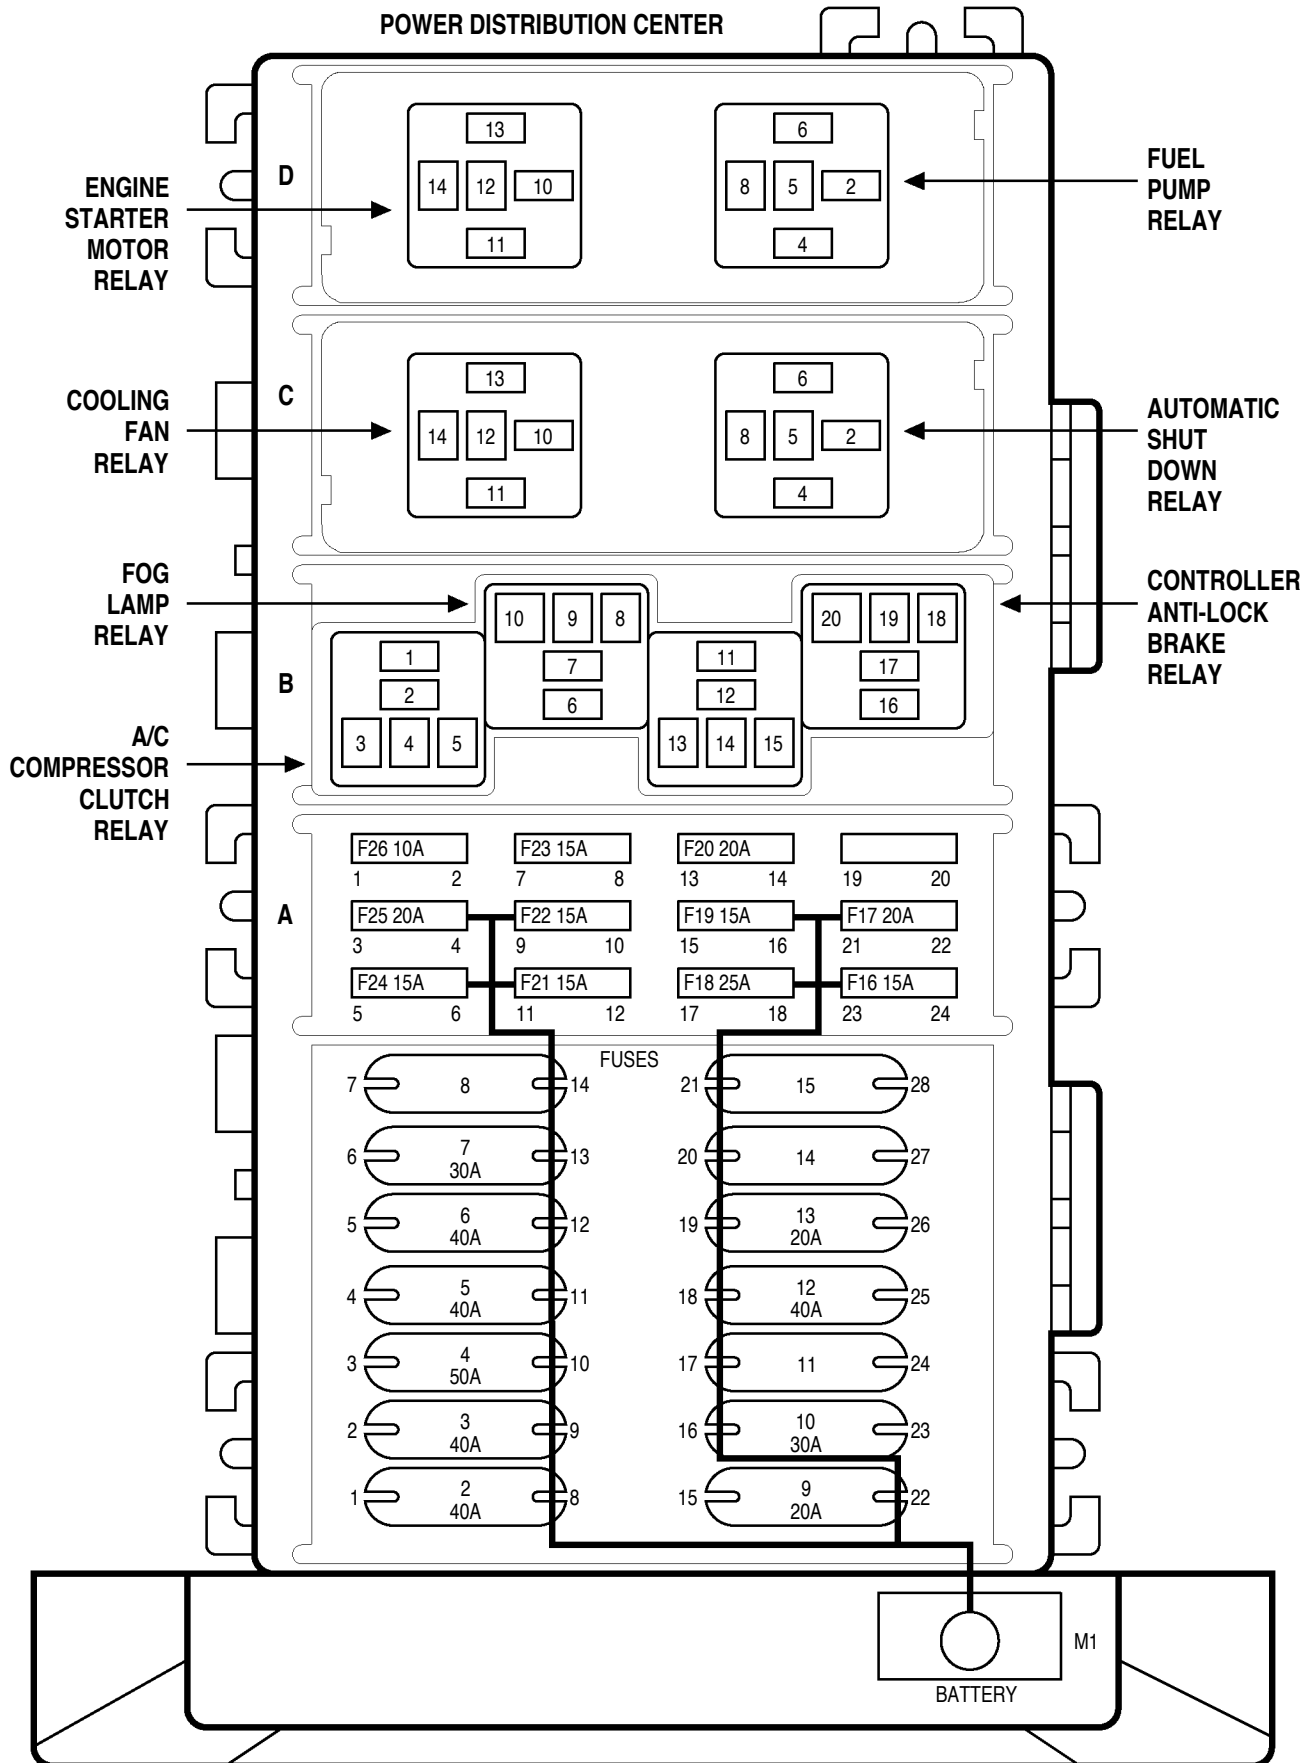 POWER DISTRIBUTION CENTER
13
6
D
14 12 10
8 5 2
11
4
ENGINE
STARTER
MOTOR
RELAY
FUEL
PUMP
RELAY
13
6
C
14 12 10
8 5 2
11
4
COOLING
FAN
RELAY
AUTOMATIC
SHUT
DOWN
RELAY
FOG
LAMP
RELAY
CONTROLLER
ANTI-LOCK
BRAKE
RELAY
B
10 9 8
7
6
20 19 18
17
16
1
2
3 4 5
11
12
13 14 15
A/C
COMPRESSOR
CLUTCH
RELAY
A
F26 10A F23 15A F20 20A
1 2 7 8 13 14 19 20
F25 20A F22 15A F19 15A F17 20A
3 4 9 10 15 16 21 22
F24 15A F21 15A F18 25A F16 15A
5 6 11 12 17 18 23 24
FUSES
7 8 14 21 15 28
6 7 13 20 14 27
30A
5 6 12 19 13 26
40A 20A
4 5 11 18 12 25
40A 40A
3 4 10 17 11 24
50A
2 3 9 16 10 23
40A 30A
1 2 8 15 9 22
40A 20A
M1
BATTERY